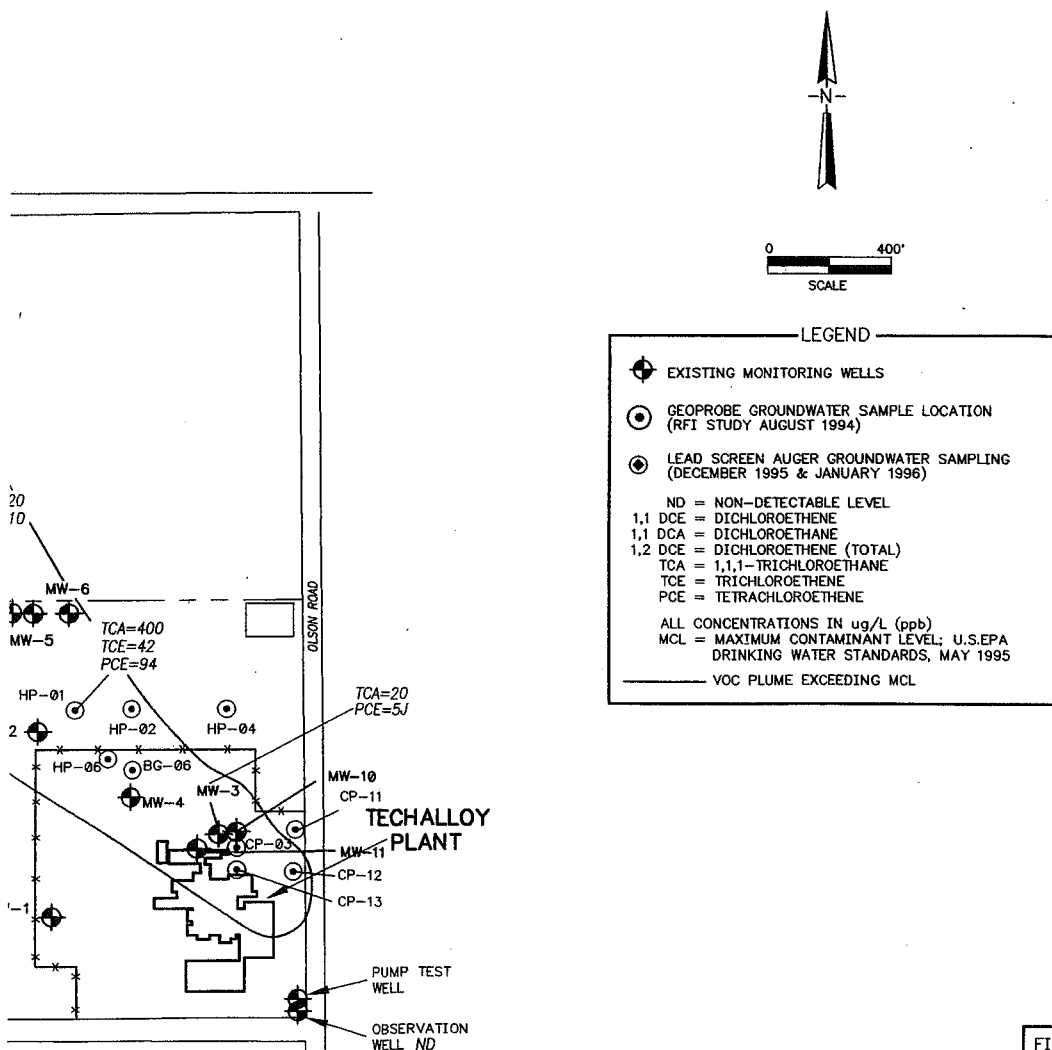 N
0 400'
SCALE
LEGEND
EXISTING MONITORING WELLS
GEOPROBE GROUNDWATER SAMPLE LOCATION
(RFI STUDY AUGUST 1994)
LEAD SCREEN AUGER GROUNDWATER SAMPLING
(DECEMBER 1995 & JANUARY 1996)
ND = NON-DETECTABLE LEVEL
1,1 DCE = DICHLOROETHENE
1,1 DCA = DICHLOROETHANE
1,2 DCE = DICHLOROETHENE (TOTAL)
TCA = 1,1,1-TRICHLOROETHANE
TCE = TRICHLOROETHENE
PCE = TETRACHLOROETHENE
ALL CONCENTRATIONS IN ug/L (ppb)
MCL = MAXIMUM CONTAMINANT LEVEL; U.S.EPA
DRINKING WATER STANDARDS, MAY 1995
VOC PLUME EXCEEDING MCL
20
10
MW-6
MW-5
OLSON ROAD
TCA=400
TCE=42
PCE=94
HP-01
HP-02
HP-04
TCA=20
PCE=5J
2
HP-06
BG-06
MW-4
MW-3
MW-10
CP-11
TECHALLOY
PLANT
CP-03
MW-11
CP-12
CP-13
-1
PUMP TEST
WELL
OBSERVATION
WELL ND
FI